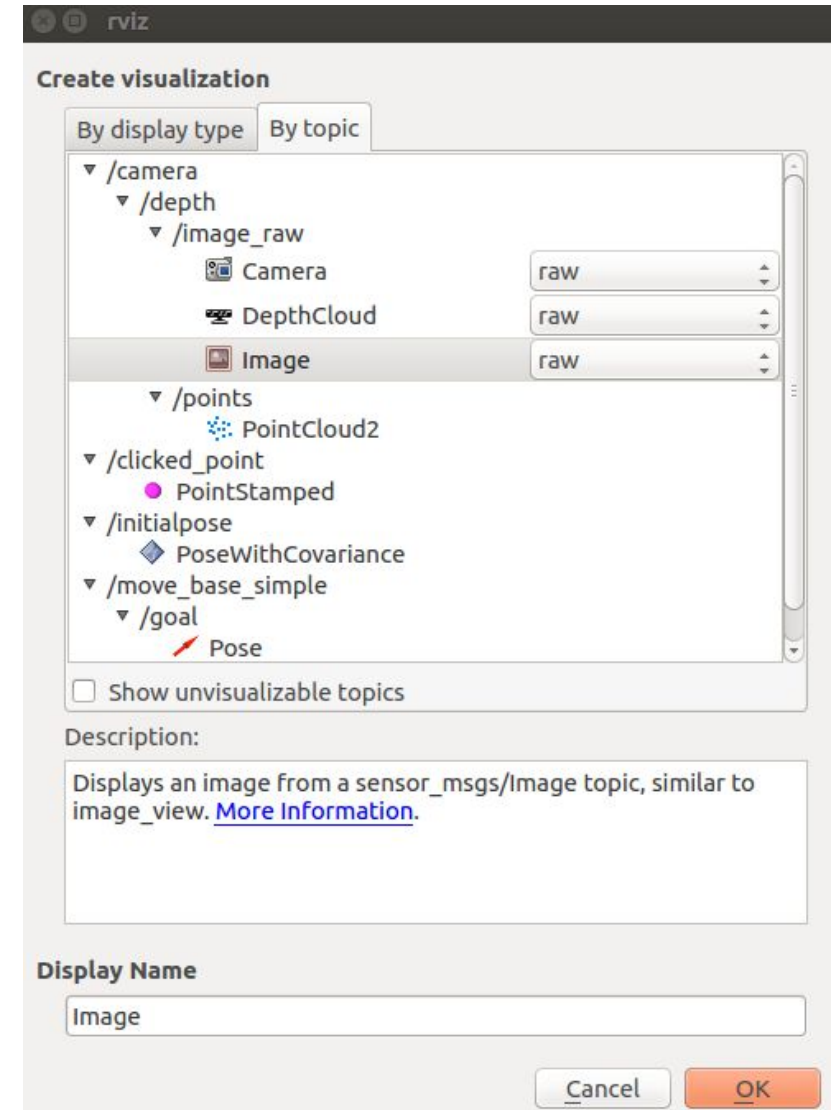 rviz
Create visualization
By display type By topic
/camera
/depth
/image_raw
Camera raw
DepthCloud raw
Image raw
/points
PointCloud2
/clicked_point
PointStamped
/initialpose
PoseWithCovariance
/move_base_simple
/goal
Pose
Show unvisualizable topics
Description:
Displays an image from a sensor_msgs/Image topic, similar to
image_view. More Information.
Display Name
Image
Cancel OK